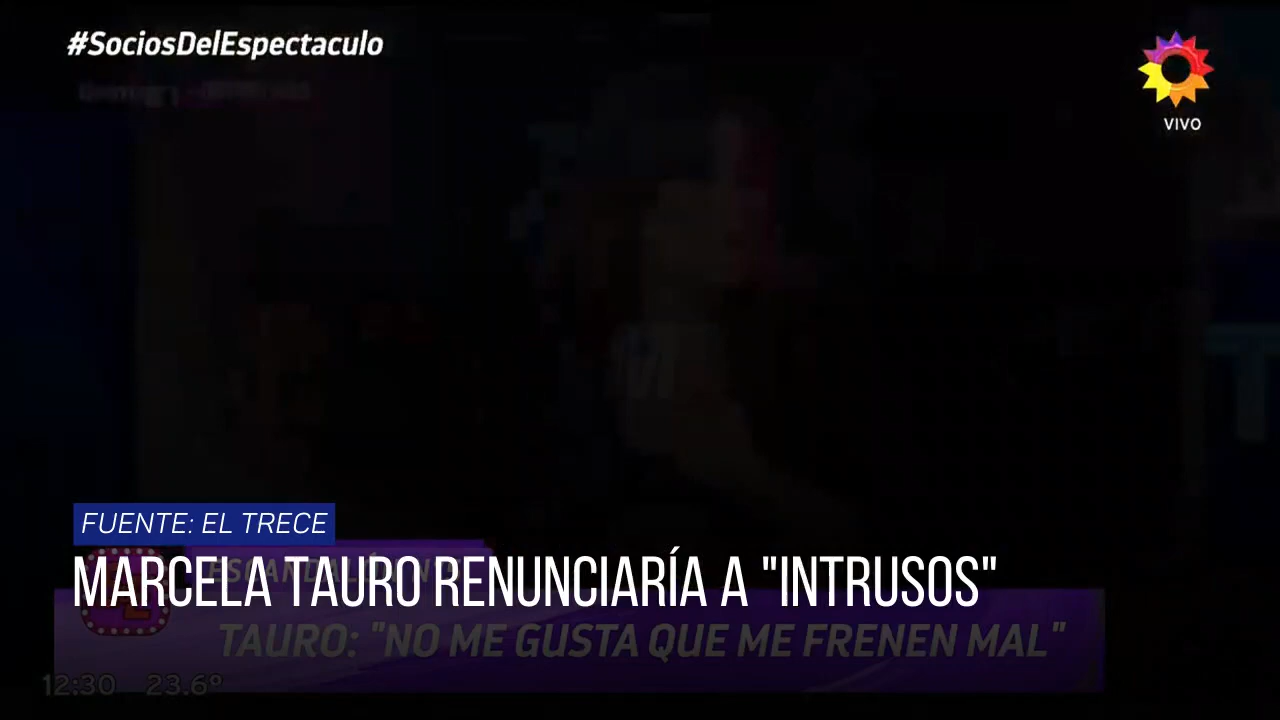 #SociosDelEspectaculo
VIVO
FUENTE: EL TRECE
MARCELA TAURO RENUNCIARÍA A "INTRUSOS"
TAURO: "NO ME GUSTA QUE ME FRENEN MAL"
12:30 23.6°